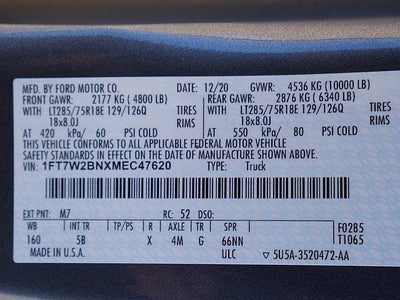 MFD. BY FORD MOTOR CO. DATE: 12/20 GVWR: 4536 KG (10000 LB)
FRONT GAWR: 2177 KG (4800 LB) REAR GAWR: 2876 KG (6340 LB)
WITH LT285/75R18E 129/126Q TIRES WITH LT285/75R18E 129/126Q TIRES
18x8.0J RIMS 18x8.0J RIMS
AT 420 kPa/ 60 PSI COLD AT 550 kPa/ 80 PSI COLD
THIS VEHICLE CONFORMS TO ALL APPLICABLE FEDERAL MOTOR VEHICLE
SAFETY STANDARDS IN EFFECT ON THE DATE OF MANUFACTURE SHOWN ABOVE.
VIN: 1FT7W2BNXMEC47620 TYPE: Truck
EXT PNT: M7 RC: 52 DSO:
WB INT TR TP/PS R AXLE TR SPR F0285
160 5B X 4M G 66NN T1065
MADE IN U.S.A. ULC ▽ 5U5A-3520472-AA